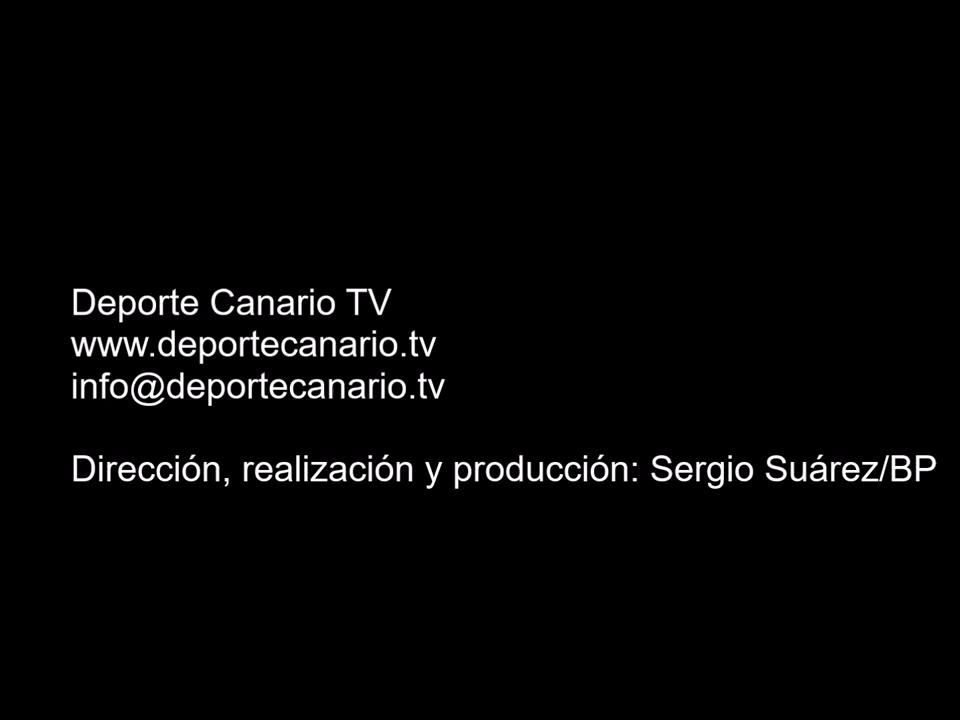 Deporte Canario TV
www.deportecanario.tv
info@deportecanario.tv
Dirección, realización y producción: Sergio Suárez/BP